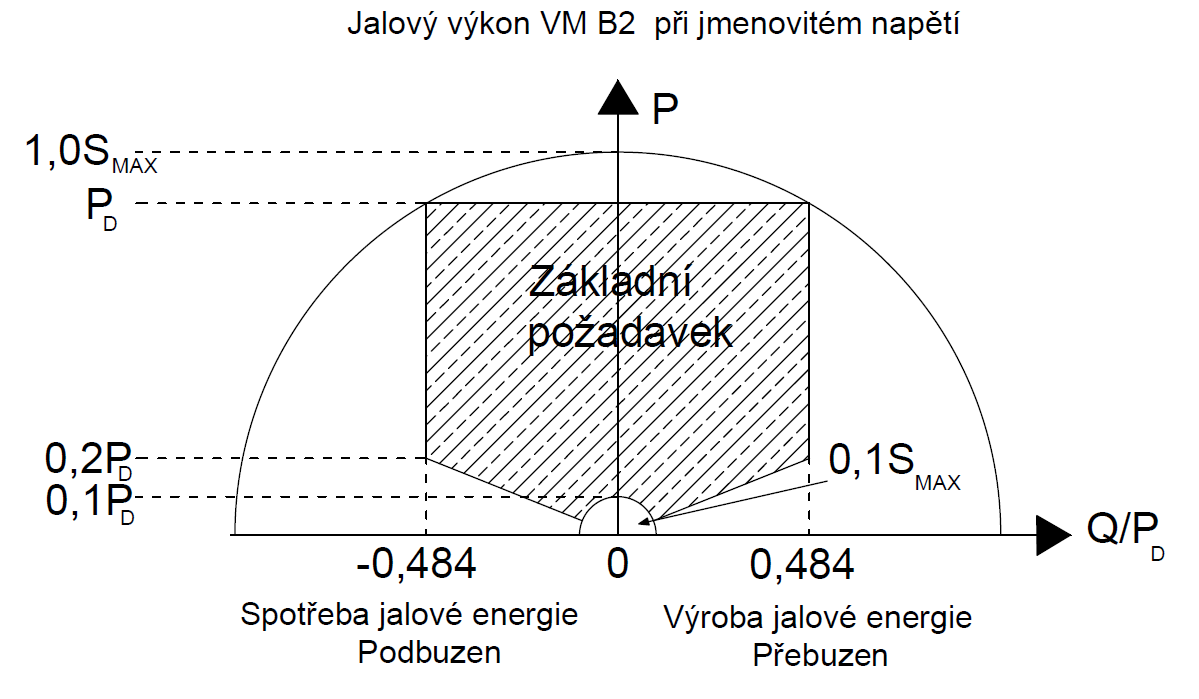 Jalový výkon VM B2 při jmenovitém napětí
P
1,0SMAX
PD
Základní
požadavek
0,2PD
0,1SMAX
0,1PD
Q/PD
-0,484
0
0,484
Spotřeba jalové energie
Výroba jalové energie
Podbuzen
Přebuzen